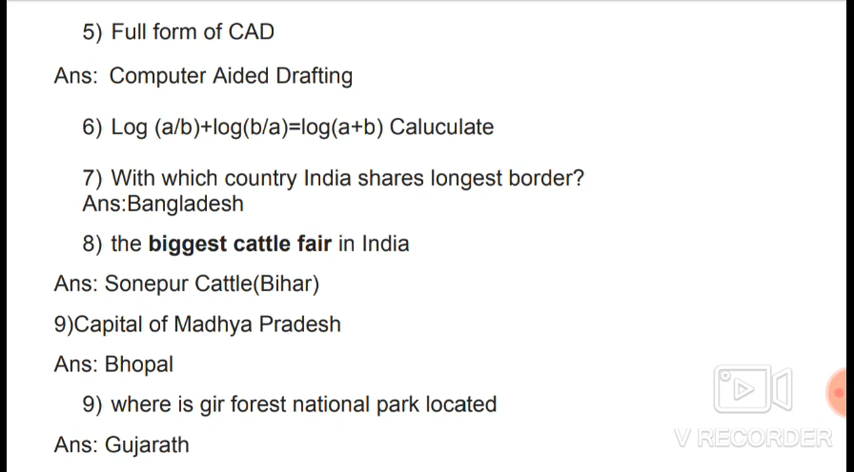 5) Full form of CAD
Ans: Computer Aided Drafting
6) Log (a/b)+log(b/a)=log(a+b) Caluculate
7) With which country India shares longest border?
Ans:Bangladesh
8) the biggest cattle fair in India
Ans: Sonepur Cattle(Bihar)
9)Capital of Madhya Pradesh
Ans: Bhopal
9) where is gir forest national park located
Ans: Gujarath
V RECORDER